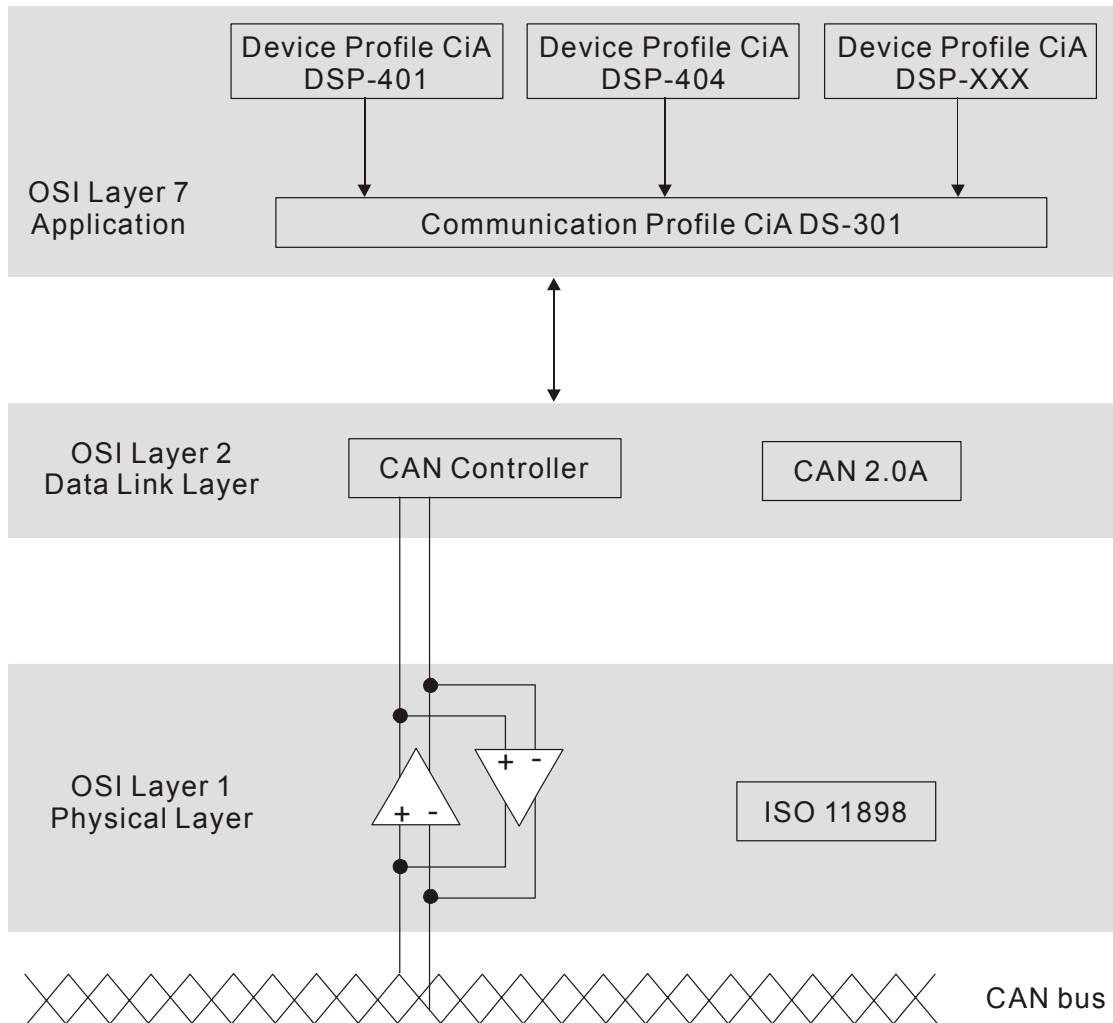 Device Profile CiA
DSP-401
Device Profile CiA
DSP-404
Device Profile CiA
DSP-XXX
OSI Layer 7
Application
Communication Profile CiA DS-301
OSI Layer 2
Data Link Layer
CAN Controller
CAN 2.0A
+ -
OSI Layer 1
Physical Layer
+ -
ISO 11898
CAN bus